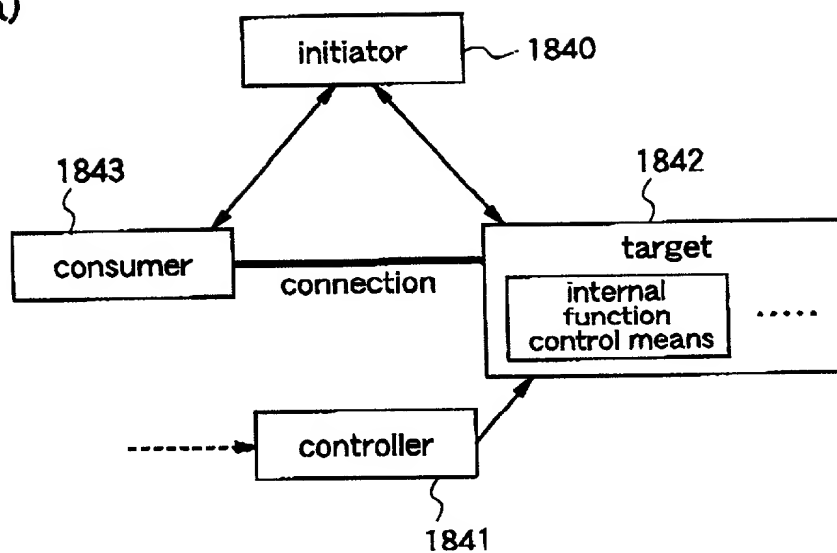 initiator
1840
1843
1842
consumer
connection
target
internal
function
control means
controller
1841